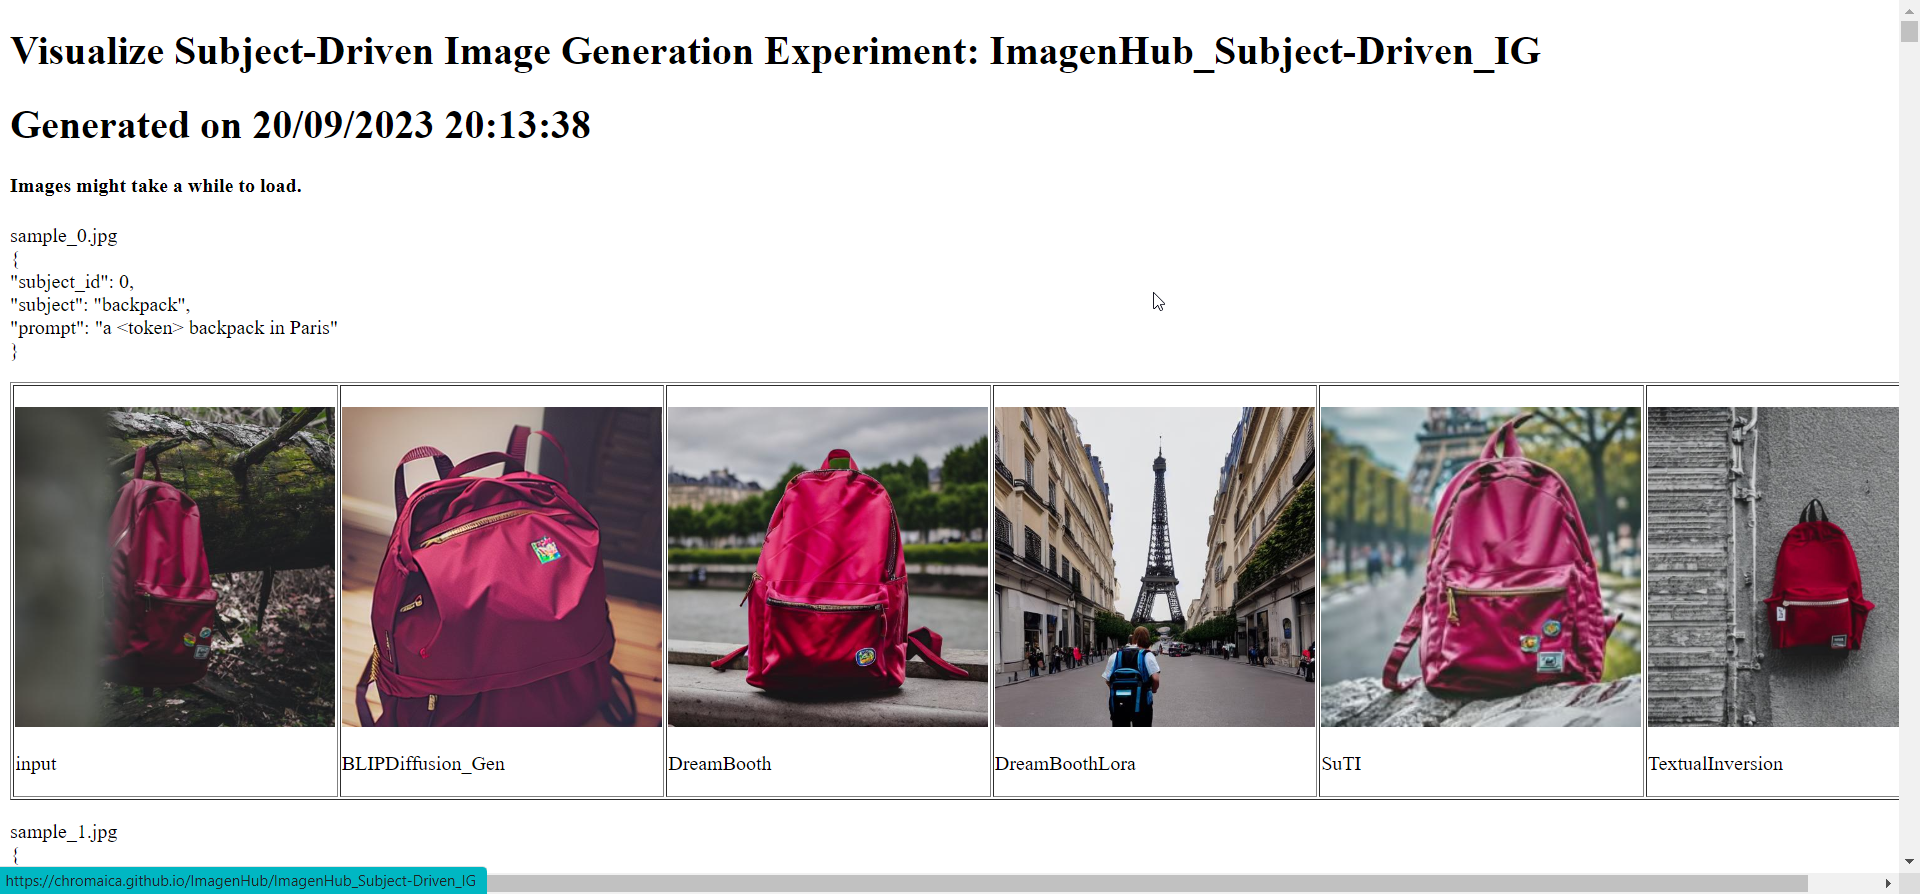 Visualize Subject-Driven Image Generation Experiment: ImagenHub_Subject-Driven_IG
Generated on 20/09/2023 20:13:38
Images might take a while to load.
sample_0.jpg
{
"subject_id": 0,
"subject": "backpack",
"prompt": "a <token> backpack in Paris"
}
input
BLIPDiffusion_Gen
DreamBooth
DreamBoothLora
SuTI
TextualInversion
sample_1.jpg
{
https://chromaica.github.io/ImagenHub/ImagenHub_Subject-Driven_IG